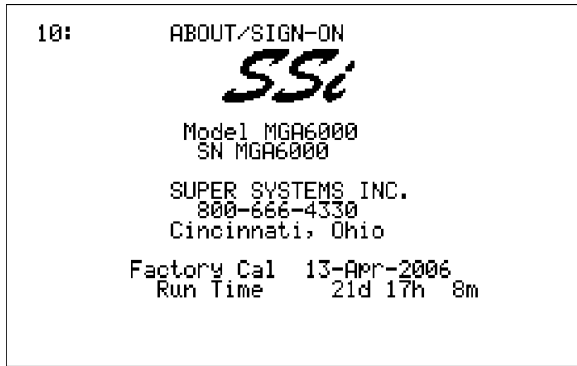 10: ABOUT/SIGN-ON
SSi
Model MGA6000
SN MGA6000
SUPER SYSTEMS INC.
800-666-4330
Cincinnati, Ohio
Factory Cal 13-Apr-2006
Run Time 21d 17h 8m